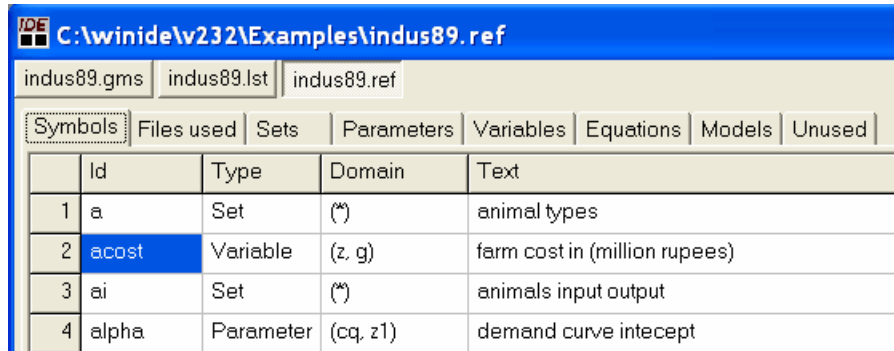 IDE C:\winide\v232\Examples\indus89.ref
indus89.gms indus89.lst indus89.ref
Symbols Files used Sets Parameters Variables Equations Models Unused
Id Type Domain Text
1 a Set (*) animal types
2 acost Variable (z, g) farm cost in (million rupees)
3 ai Set (*) animals input output
4 alpha Parameter (cq, z1) demand curve intecept